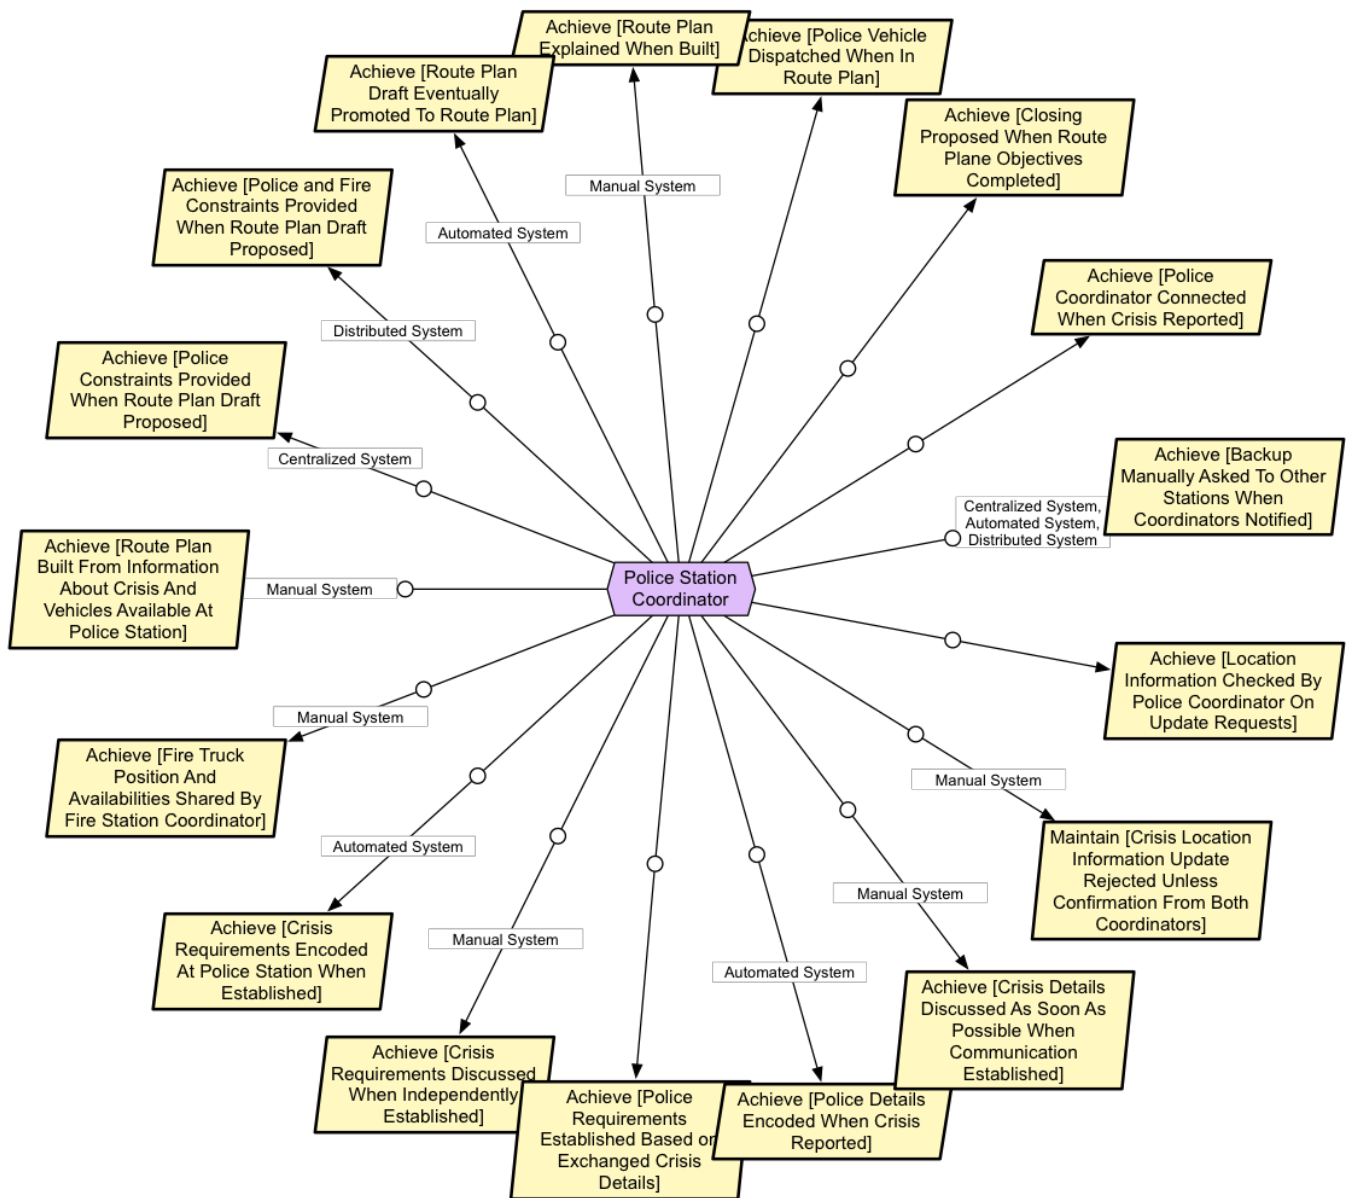 Achieve [Route Plan
Explained When Built]
Achieve [Police Vehicle
Dispatched When In
Route Plan]
Achieve [Route Plan
Draft Eventually
Promoted To Route Plan]
Achieve [Closing
Proposed When Route
Plane Objectives
Completed]
Manual System
Achieve [Police and Fire
Constraints Provided
When Route Plan Draft
Proposed]
Automated System
Achieve [Police
Coordinator Connected
When Crisis Reported]
Distributed System
Achieve [Police
Constraints Provided
When Route Plan Draft
Proposed]
Centralized System
Achieve [Backup
Manually Asked To Other
Stations When
Coordinators Notified]
Centralized System,
Automated System,
Distributed System
Achieve [Route Plan
Built From Information
About Crisis And
Vehicles Available At
Police Station]
Manual System
Police Station
Coordinator
Achieve [Location
Information Checked By
Police Coordinator On
Update Requests]
Manual System
Achieve [Fire Truck
Position And
Availabilities Shared By
Fire Station Coordinator]
Manual System
Maintain [Crisis Location
Information Update
Rejected Unless
Confirmation From Both
Coordinators]
Automated System
Manual System
Achieve [Crisis
Requirements Encoded
At Police Station When
Established]
Manual System
Automated System
Achieve [Crisis Details
Discussed As Soon As
Possible When
Communication
Established]
Achieve [Crisis
Requirements Discussed
When Independently
Established]
Achieve [Police
Requirements
Established Based on
Exchanged Crisis
Details]
Achieve [Police Details
Encoded When Crisis
Reported]